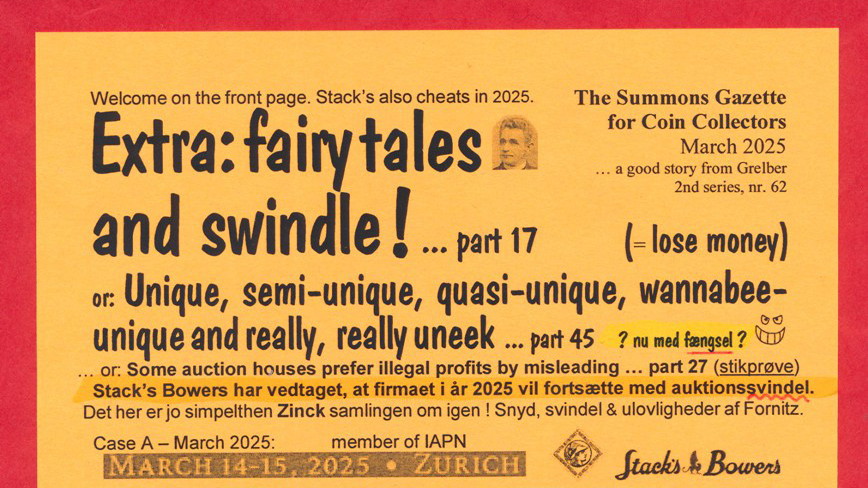 Welcome on the front page. Stack's also cheats in 2025.
The Summons Gazette
for Coin Collectors
March 2025
… a good story from Grelber
2nd series, nr. 62
Extra: fairy tales
and swindle! … part 17 (= lose money)
or: Unique, semi-unique, quasi-unique, wannabee-
unique and really, really uneek … part 45 ? nu med fængsel ?
… or: Some auction houses prefer illegal profits by misleading … part 27 (stikprøve)
Stack's Bowers har vedtaget, at firmaet i år 2025 vil fortsætte med auktionssvindel.
Det her er jo simpelthen Zinck samlingen om igen ! Snyd, svindel & ulovligheder af Fornitz.
Case A – March 2025: member of IAPN
MARCH 14-15, 2025 • ZURICH
Stack's Bowers